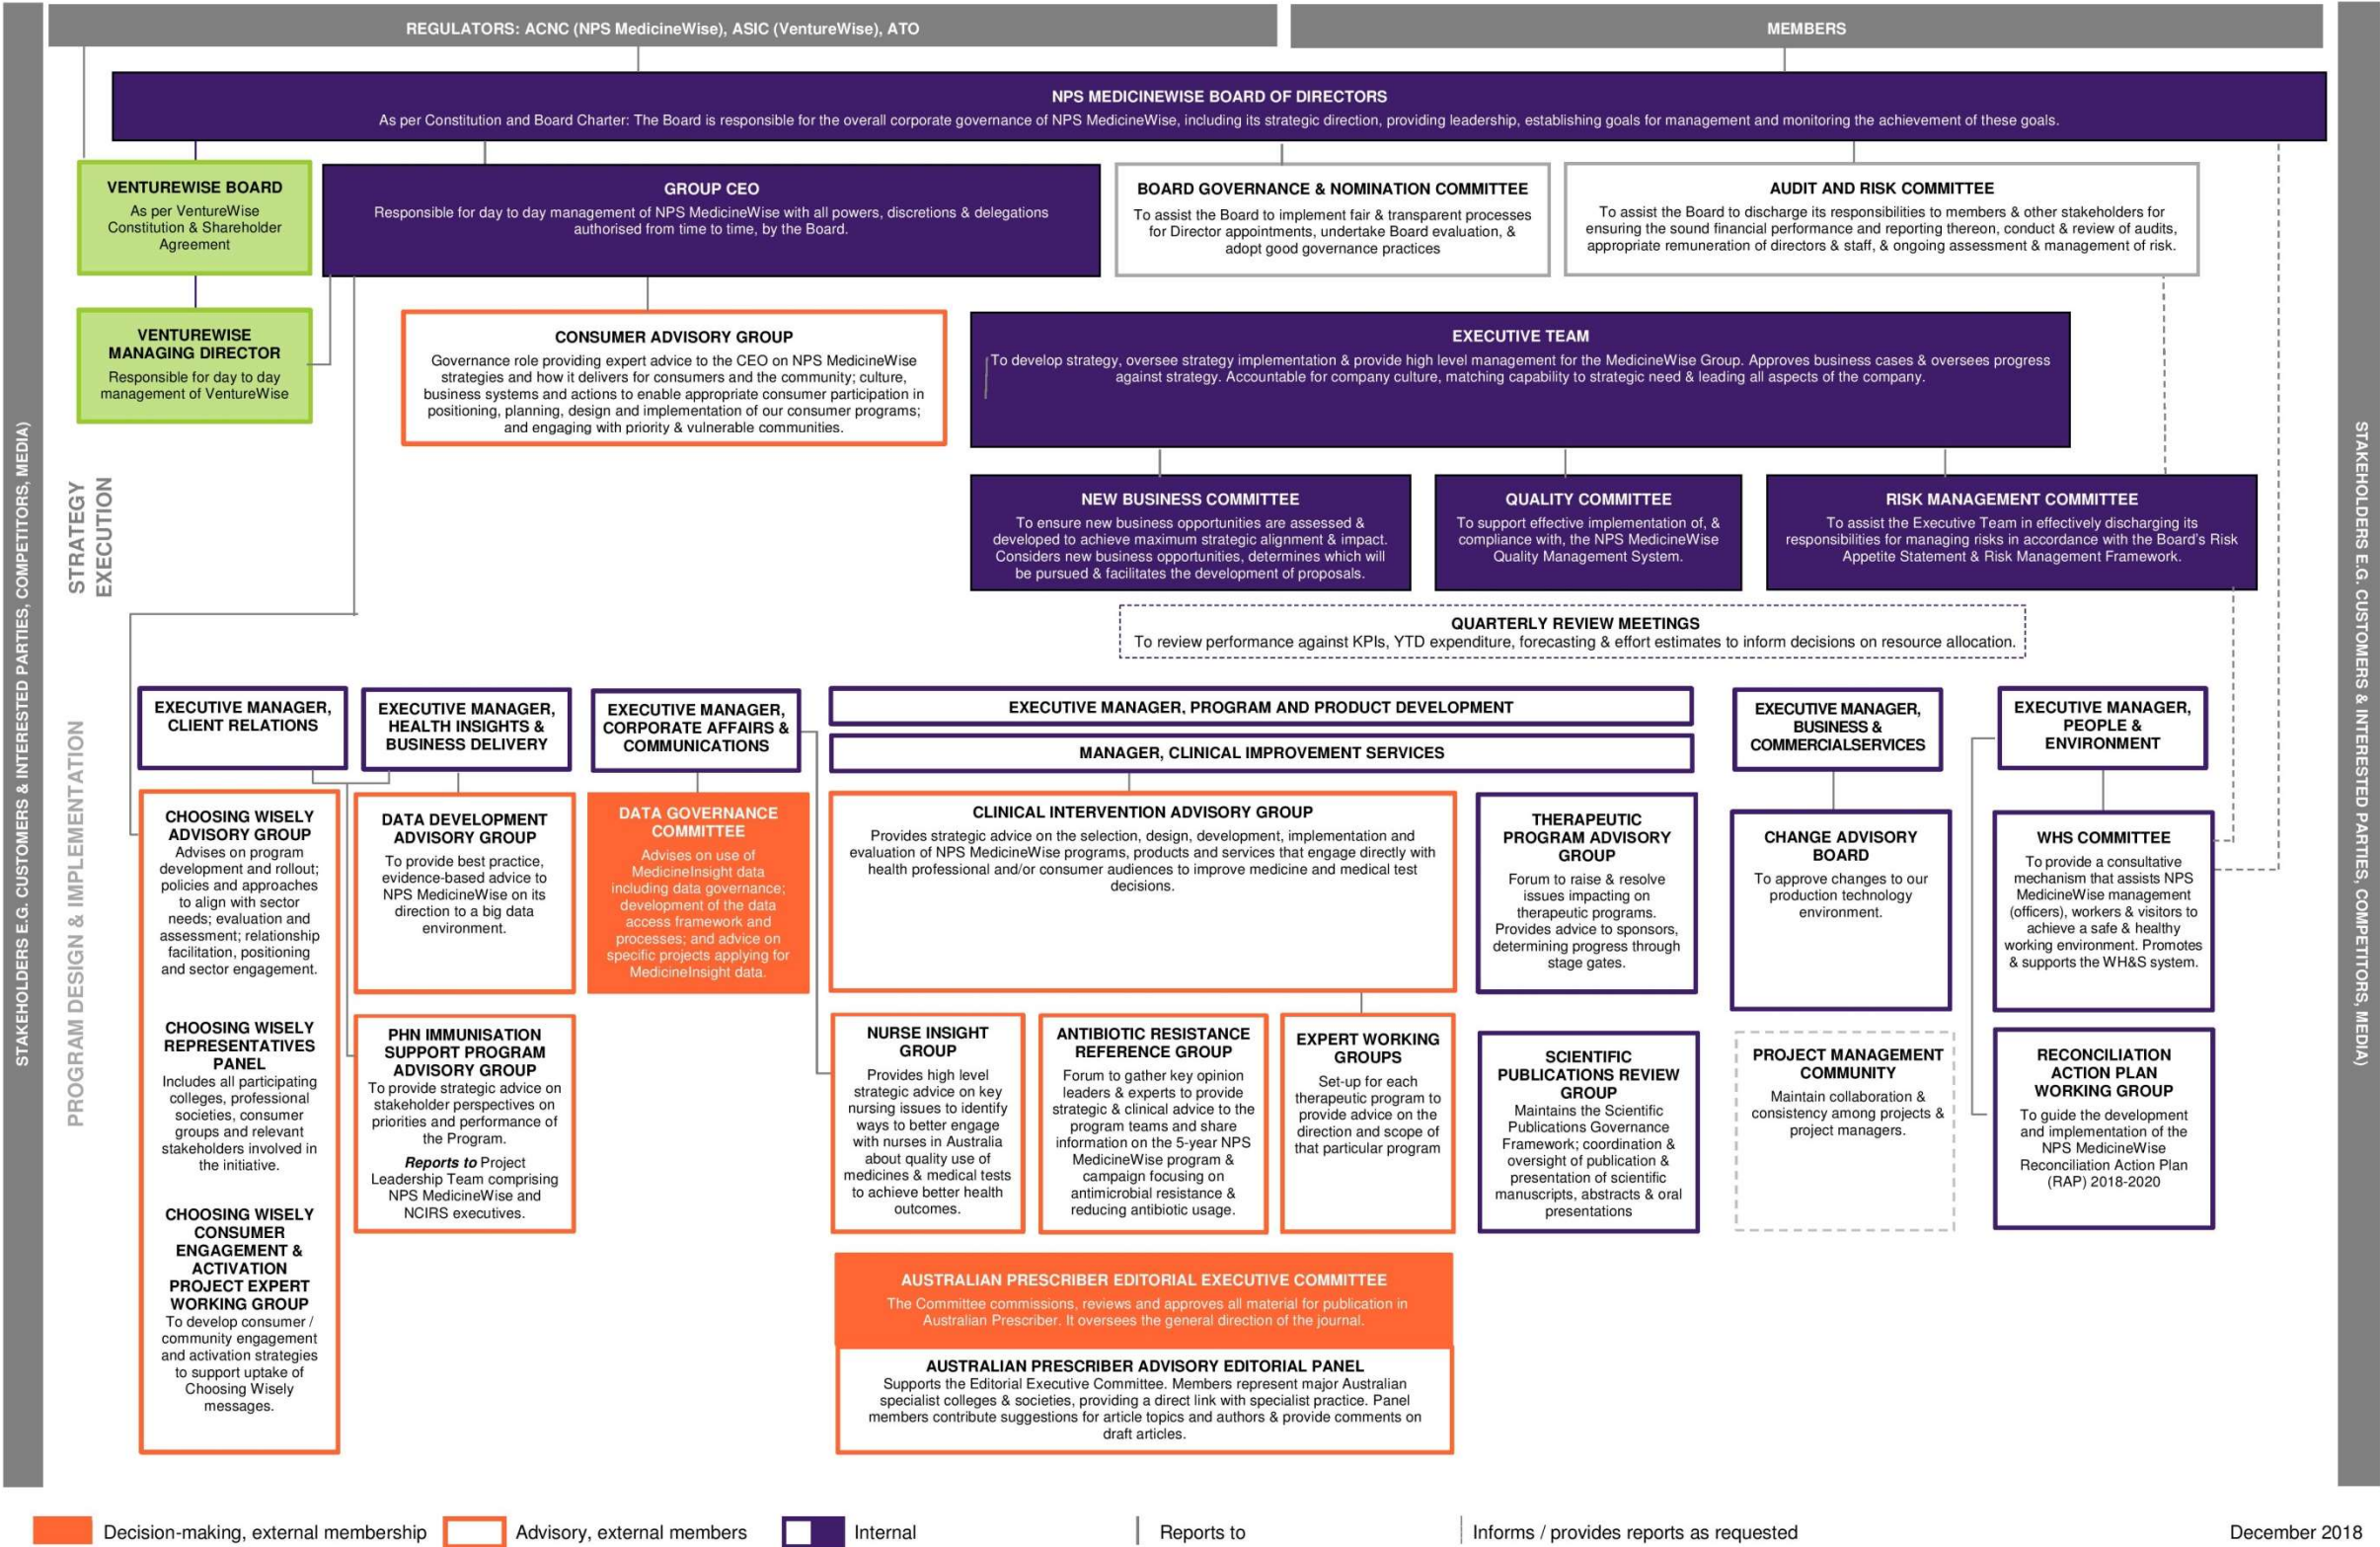 REGULATORS: ACNC (NPS MedicineWise), ASIC (VentureWise), ATO
MEMBERS
STAKEHOLDERS E.G. CUSTOMERS & INTERESTED PARTIES, COMPETITORS, MEDIA)
NPS MEDICINEWISE BOARD OF DIRECTORS
As per Constitution and Board Charter: The Board is responsible for the overall corporate governance of NPS MedicineWise, including its strategic direction, providing leadership, establishing goals for management and monitoring the achievement of these goals.
VENTUREWISE BOARD
As per VentureWise
Constitution & Shareholder
Agreement
GROUP CEO
Responsible for day to day management of NPS MedicineWise with all powers, discretions & delegations
authorised from time to time, by the Board.
BOARD GOVERNANCE & NOMINATION COMMITTEE
To assist the Board to implement fair & transparent processes
for Director appointments, undertake Board evaluation, &
adopt good governance practices
AUDIT AND RISK COMMITTEE
To assist the Board to discharge its responsibilities to members & other stakeholders for
ensuring the sound financial performance and reporting thereon, conduct & review of audits,
appropriate remuneration of directors & staff, & ongoing assessment & management of risk.
VENTUREWISE
MANAGING DIRECTOR
Responsible for day to day
management of VentureWise
CONSUMER ADVISORY GROUP
Governance role providing expert advice to the CEO on NPS MedicineWise
strategies and how it delivers for consumers and the community; culture,
business systems and actions to enable appropriate consumer participation in
positioning, planning, design and implementation of our consumer programs;
and engaging with priority & vulnerable communities.
EXECUTIVE TEAM
To develop strategy, oversee strategy implementation & provide high level management for the MedicineWise Group. Approves business cases & oversees progress
against strategy. Accountable for company culture, matching capability to strategic need & leading all aspects of the company.
STRATEGY
EXECUTION
NEW BUSINESS COMMITTEE
To ensure new business opportunities are assessed &
developed to achieve maximum strategic alignment & impact.
Considers new business opportunities, determines which will
be pursued & facilitates the development of proposals.
QUALITY COMMITTEE
To support effective implementation of, &
compliance with, the NPS MedicineWise
Quality Management System.
RISK MANAGEMENT COMMITTEE
To assist the Executive Team in effectively discharging its
responsibilities for managing risks in accordance with the Board's Risk
Appetite Statement & Risk Management Framework.
QUARTERLY REVIEW MEETINGS
To review performance against KPIs, YTD expenditure, forecasting & effort estimates to inform decisions on resource allocation.
PROGRAM DESIGN & IMPLEMENTATION
EXECUTIVE MANAGER,
CLIENT RELATIONS
EXECUTIVE MANAGER,
HEALTH INSIGHTS &
BUSINESS DELIVERY
EXECUTIVE MANAGER,
CORPORATE AFFAIRS &
COMMUNICATIONS
EXECUTIVE MANAGER, PROGRAM AND PRODUCT DEVELOPMENT
MANAGER, CLINICAL IMPROVEMENT SERVICES
EXECUTIVE MANAGER,
BUSINESS &
COMMERCIALSERVICES
EXECUTIVE MANAGER,
PEOPLE &
ENVIRONMENT
CHOOSING WISELY
ADVISORY GROUP
Advises on program
development and rollout;
policies and approaches
to align with sector
needs; evaluation and
assessment; relationship
facilitation, positioning
and sector engagement.
CHOOSING WISELY
REPRESENTATIVES
PANEL
Includes all participating
colleges, professional
societies, consumer
groups and relevant
stakeholders involved in
the initiative.
CHOOSING WISELY
CONSUMER
ENGAGEMENT &
ACTIVATION
PROJECT EXPERT
WORKING GROUP
To develop consumer /
community engagement
and activation strategies
to support uptake of
Choosing Wisely
messages.
DATA DEVELOPMENT
ADVISORY GROUP
To provide best practice,
evidence-based advice to
NPS MedicineWise on its
direction to a big data
environment.
PHN IMMUNISATION
SUPPORT PROGRAM
ADVISORY GROUP
To provide strategic advice on
stakeholder perspectives on
priorities and performance of
the Program.
Reports to Project
Leadership Team comprising
NPS MedicineWise and
NCIRS executives.
DATA GOVERNANCE
COMMITTEE
Advises on use of
MedicineInsight data
including data governance;
development of the data
access framework and
processes; and advice on
specific projects applying for
MedicineInsight data.
CLINICAL INTERVENTION ADVISORY GROUP
Provides strategic advice on the selection, design, development, implementation and
evaluation of NPS MedicineWise programs, products and services that engage directly with
health professional and/or consumer audiences to improve medicine and medical test
decisions.
THERAPEUTIC
PROGRAM ADVISORY
GROUP
Forum to raise & resolve
issues impacting on
therapeutic programs.
Provides advice to sponsors,
determining progress through
stage gates.
CHANGE ADVISORY
BOARD
To approve changes to our
production technology
environment.
WHS COMMITTEE
To provide a consultative
mechanism that assists NPS
MedicineWise management
(officers), workers & visitors to
achieve a safe & healthy
working environment. Promotes
& supports the WH&S system.
NURSE INSIGHT
GROUP
Provides high level
strategic advice on key
nursing issues to identify
ways to better engage
with nurses in Australia
about quality use of
medicines & medical tests
to achieve better health
outcomes.
ANTIBIOTIC RESISTANCE
REFERENCE GROUP
Forum to gather key opinion
leaders & experts to provide
strategic & clinical advice to the
program teams and share
information on the 5-year NPS
MedicineWise program &
campaign focusing on
antimicrobial resistance &
reducing antibiotic usage.
EXPERT WORKING
GROUPS
Set-up for each
therapeutic program to
provide advice on the
direction and scope of
that particular program
SCIENTIFIC
PUBLICATIONS REVIEW
GROUP
Maintains the Scientific
Publications Governance
Framework; coordination &
oversight of publication &
presentation of scientific
manuscripts, abstracts & oral
presentations
PROJECT MANAGEMENT
COMMUNITY
Maintain collaboration &
consistency among projects &
project managers.
RECONCILIATION
ACTION PLAN
WORKING GROUP
To guide the development
and implementation of the
NPS MedicineWise
Reconciliation Action Plan
(RAP) 2018-2020
AUSTRALIAN PRESCRIBER EDITORIAL EXECUTIVE COMMITTEE
The Committee commissions, reviews and approves all material for publication in
Australian Prescriber. It oversees the general direction of the journal.
AUSTRALIAN PRESCRIBER ADVISORY EDITORIAL PANEL
Supports the Editorial Executive Committee. Members represent major Australian
specialist colleges & societies, providing a direct link with specialist practice. Panel
members contribute suggestions for article topics and authors & provide comments on
draft articles.
STAKEHOLDERS E.G. CUSTOMERS & INTERESTED PARTIES, COMPETITORS, MEDIA)
Decision-making, external membership
Advisory, external members
Internal
Reports to
Informs / provides reports as requested
December 2018